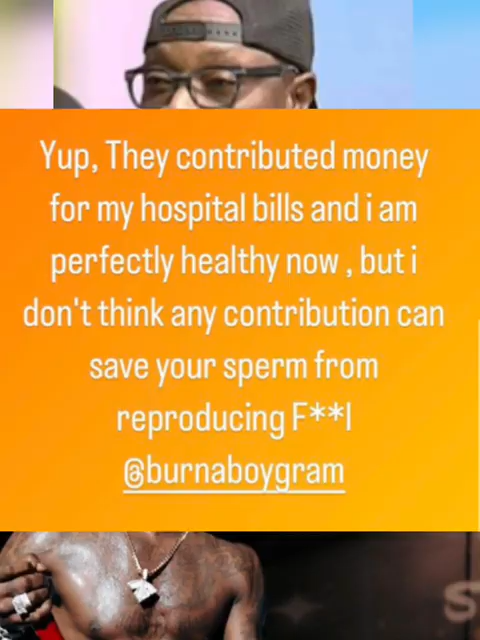 Yup, They contributed money
for my hospital bills and i am
perfectly healthy now , but i
don't think any contribution can
save your sperm from
reproducing F**l
@burnaboygram
S